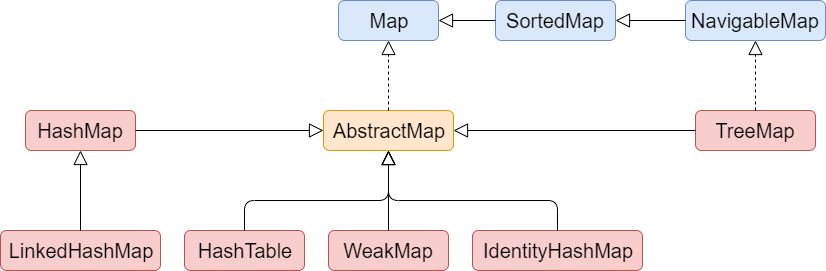 Map
SortedMap
NavigableMap
HashMap
AbstractMap
TreeMap
LinkedHashMap
HashTable
WeakMap
IdentityHashMap